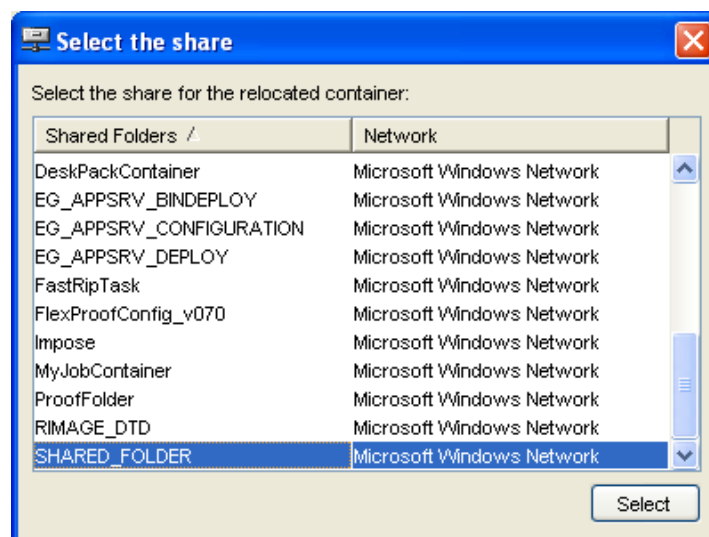 Select the share
Select the share for the relocated container:
Shared Folders Network
DeskPackContainer Microsoft Windows Network
EG_APPSRV_BINDEPLOY Microsoft Windows Network
EG_APPSRV_CONFIGURATION Microsoft Windows Network
EG_APPSRV_DEPLOY Microsoft Windows Network
FastRipTask Microsoft Windows Network
FlexProofConfig_v070 Microsoft Windows Network
Impose Microsoft Windows Network
MyJobContainer Microsoft Windows Network
ProofFolder Microsoft Windows Network
RIMAGE_DTD Microsoft Windows Network
SHARED_FOLDER Microsoft Windows Network
Select